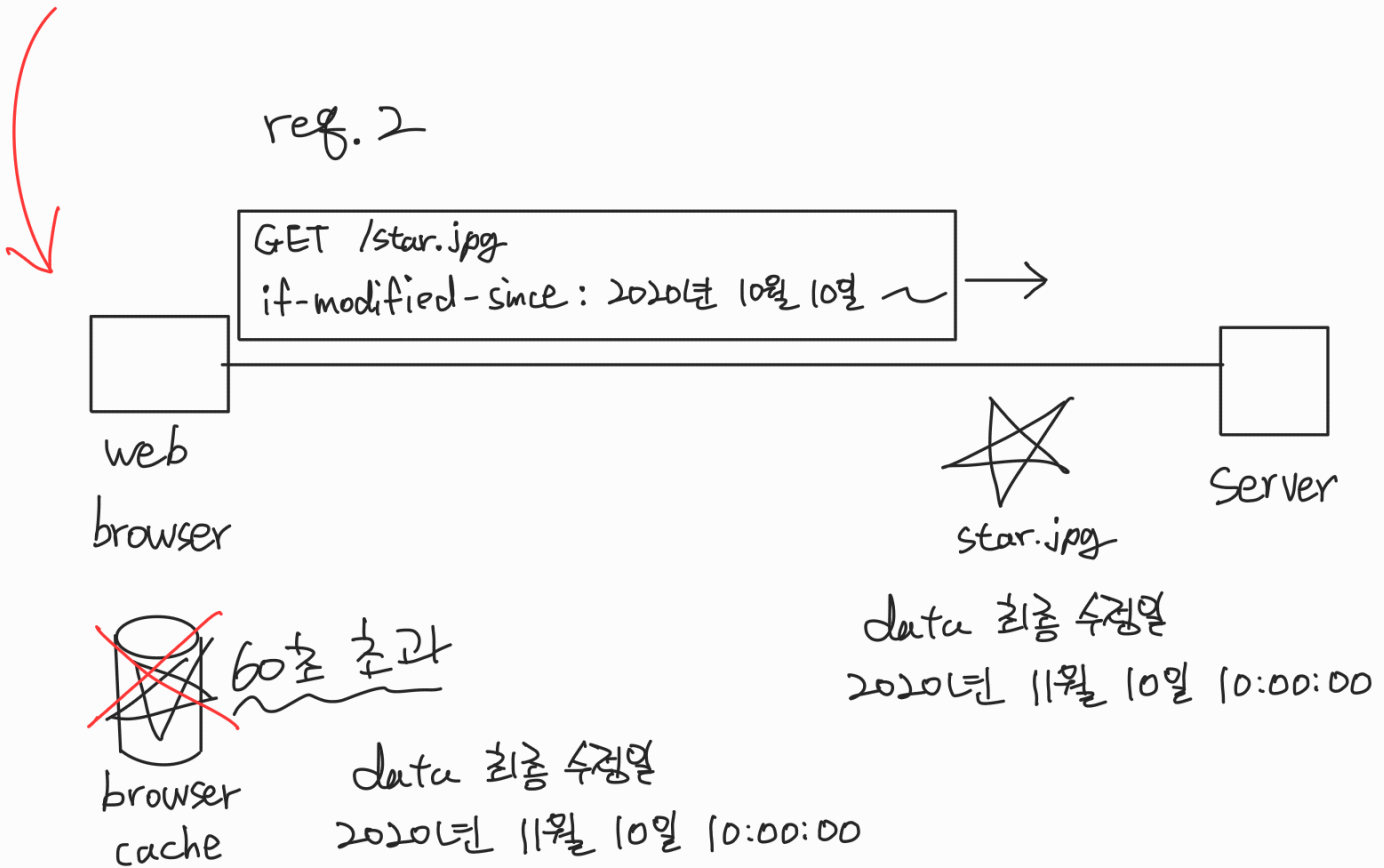 req. 2
GET /star.jpg
if-modified-since: 2020년 10월 10일 ~
web
browser
Server
star.jpg
data 최종 수정일
2020년 11월 10일 10:00:00
60초 초과
browser
cache
data 최종 수정일
2020년 11월 10일 10:00:00